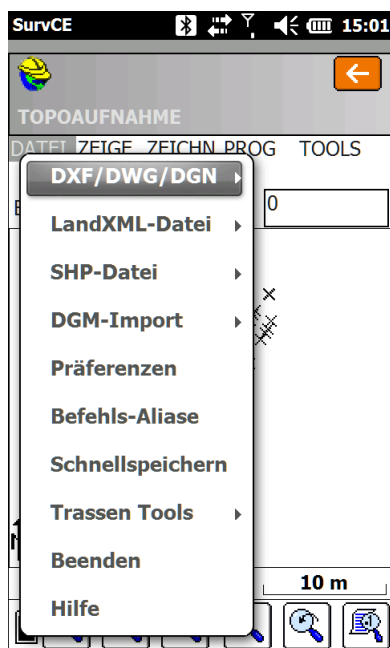 SurvCE 15:01
TOPOAUFNAHME
DATEI ZEIGE ZEICHN PROG TOOLS
DXF/DWG/DGN
0
LandXML-Datei
SHP-Datei
DGM-Import
Präferenzen
Befehls-Aliase
Schnellspeichern
Trassen Tools
Beenden
10 m
Hilfe